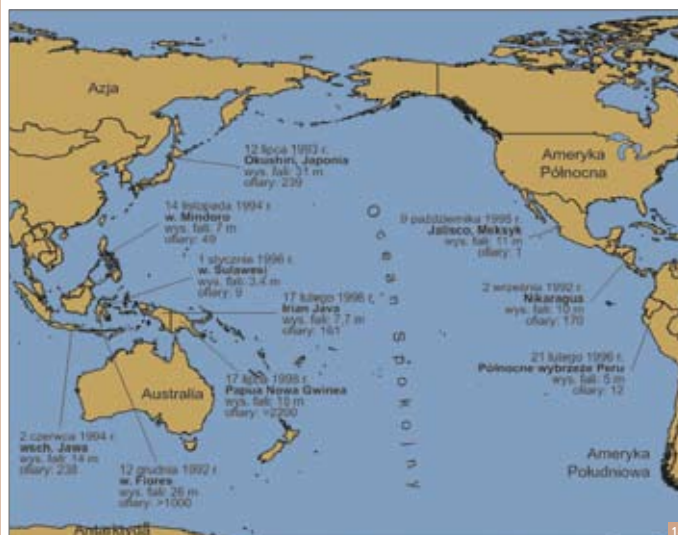 Azja
12 lipca 1993 r.
Okushiri, Japonia
wys. fali: 31 m
ofiary: 239
Ameryka
Północna
14 listopada 1994 r.
w. Mindoro
wys. fali: 7 m
ofiary: 49
9 października 1995 r.
Jalisco, Meksyk
wys. fali: 11 m
ofiary: 1
Ocean Spokojny
1 stycznia 1996 r.
w. Sulawesi
wys. fali: 3,4 m
ofiary: 9
2 września 1992 r.
Nikaragua
wys. fali: 10 m
ofiary: 170
17 lutego 1996 r.
Irian Java
wys. fali: 7,7 m
ofiary: 161
21 lutego 1996 r.
Północne wybrzeże Peru
wys. fali: 5 m
ofiary: 12
17 lipca 1998 r.
Papua Nowa Gwinea
wys. fali: 15 m
ofiary: >2200
Australia
2 czerwca 1994 r.
wsch. Jawa
wys. fali: 14 m
ofiary: 238
12 grudnia 1992 r.
w. Flores
wys. fali: 26 m
ofiary: >1000
Ameryka
Południowa
Antarktyda
1